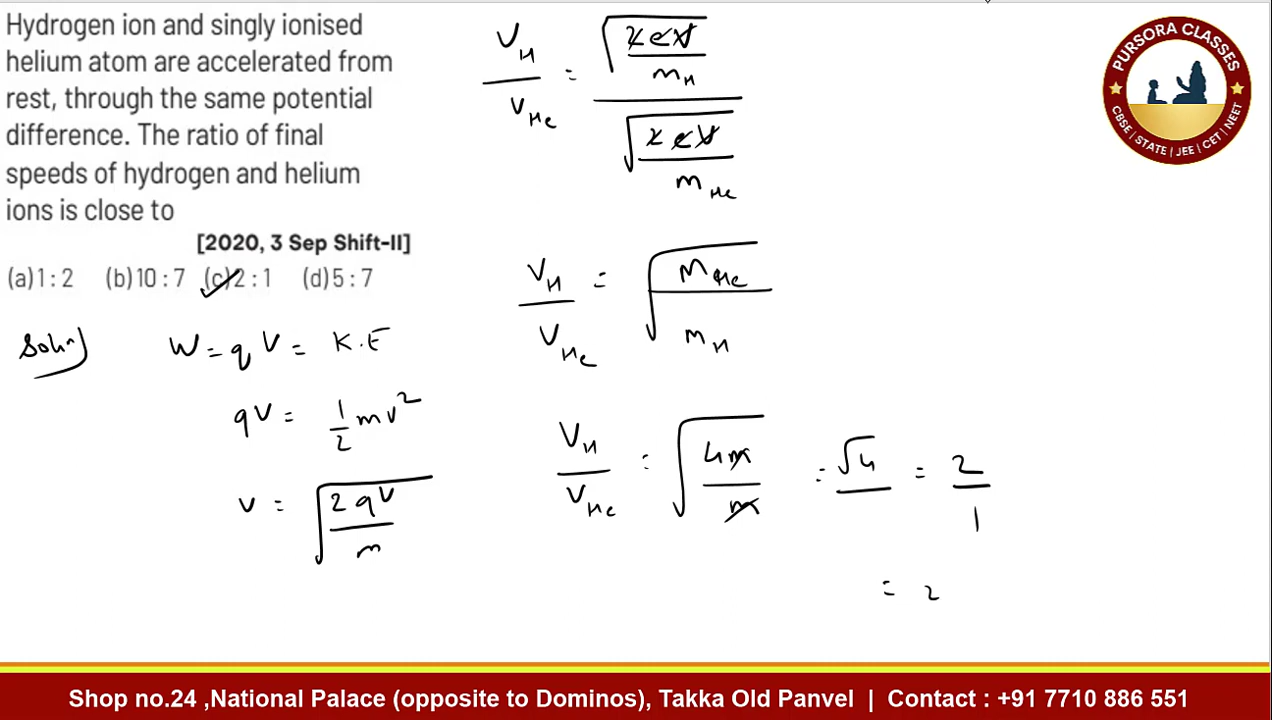 Hydrogen ion and singly ionised
helium atom are accelerated from
rest, through the same potential
difference. The ratio of final
speeds of hydrogen and helium
ions is close to
[2020, 3 Sep Shift-II]
(a) 1 : 2 (b) 10 : 7 (c) 2 : 1 (d) 5 : 7
Soln)
W = qV = K.E
qV = 1/2 mv²
v = √(2qV/m)
V_H/V_He = √(2eV/m_H) / √(2eV/m_He)
V_H/V_He = √(m_He/m_H)
V_H/V_He = √(4m/m) = √4 = 2/1
= 2
PURSORA CLASSES
CBSE | STATE | JEE | CET | NEET
Shop no.24 ,National Palace (opposite to Dominos), Takka Old Panvel | Contact : +91 7710 886 551